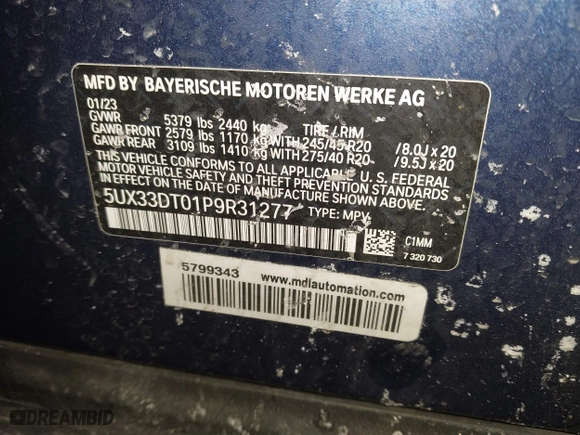 MFD BY BAYERISCHE MOTOREN WERKE AG
01/23
GVWR 5379 lbs 2440 kg TIRE / RIM
GAWR FRONT 2579 lbs 1170 kg WITH 245/45 R20 /8.0J x 20
GAWR REAR 3109 lbs 1410 kg WITH 275/40 R20 /9.5J x 20
THIS VEHICLE CONFORMS TO ALL APPLICABLE U. S. FEDERAL
MOTOR VEHICLE SAFETY, BUMPER, AND THEFT PREVENTION STANDARDS
IN EFFECT ON THE DATE OF MANUFACTURE SHOWN ABOVE.
5UX33DT01P9R31277 TYPE: MPV
C1MM
7 320 730
5799343 www.mdiautomation.com
DREAMBID